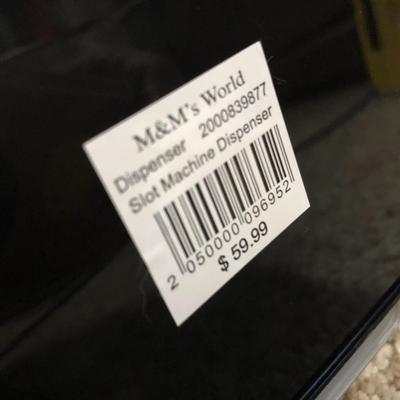 M&M's World
Dispenser 2000839877
Slot Machine Dispenser
2 050000 096952
$ 59.99